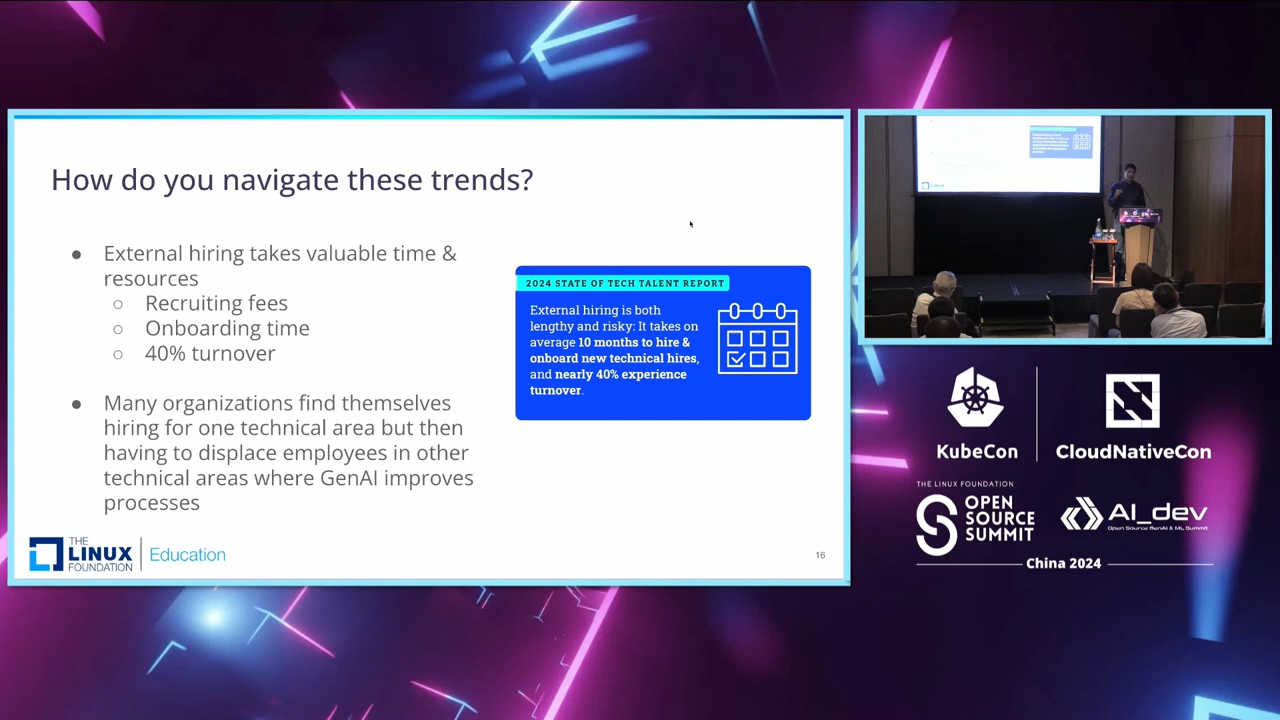 How do you navigate these trends?
● External hiring takes valuable time &
resources
○ Recruiting fees
○ Onboarding time
○ 40% turnover
● Many organizations find themselves
hiring for one technical area but then
having to displace employees in other
technical areas where GenAI improves
processes
2024 STATE OF TECH TALENT REPORT
External hiring is both
lengthy and risky: It takes on
average 10 months to hire &
onboard new technical hires,
and nearly 40% experience
turnover.
THE
LINUX
FOUNDATION
Education
16
KubeCon
CloudNativeCon
THE LINUX FOUNDATION
OPEN
SOURCE
SUMMIT
AI_dev
Open Source GenAI & ML Summit
China 2024